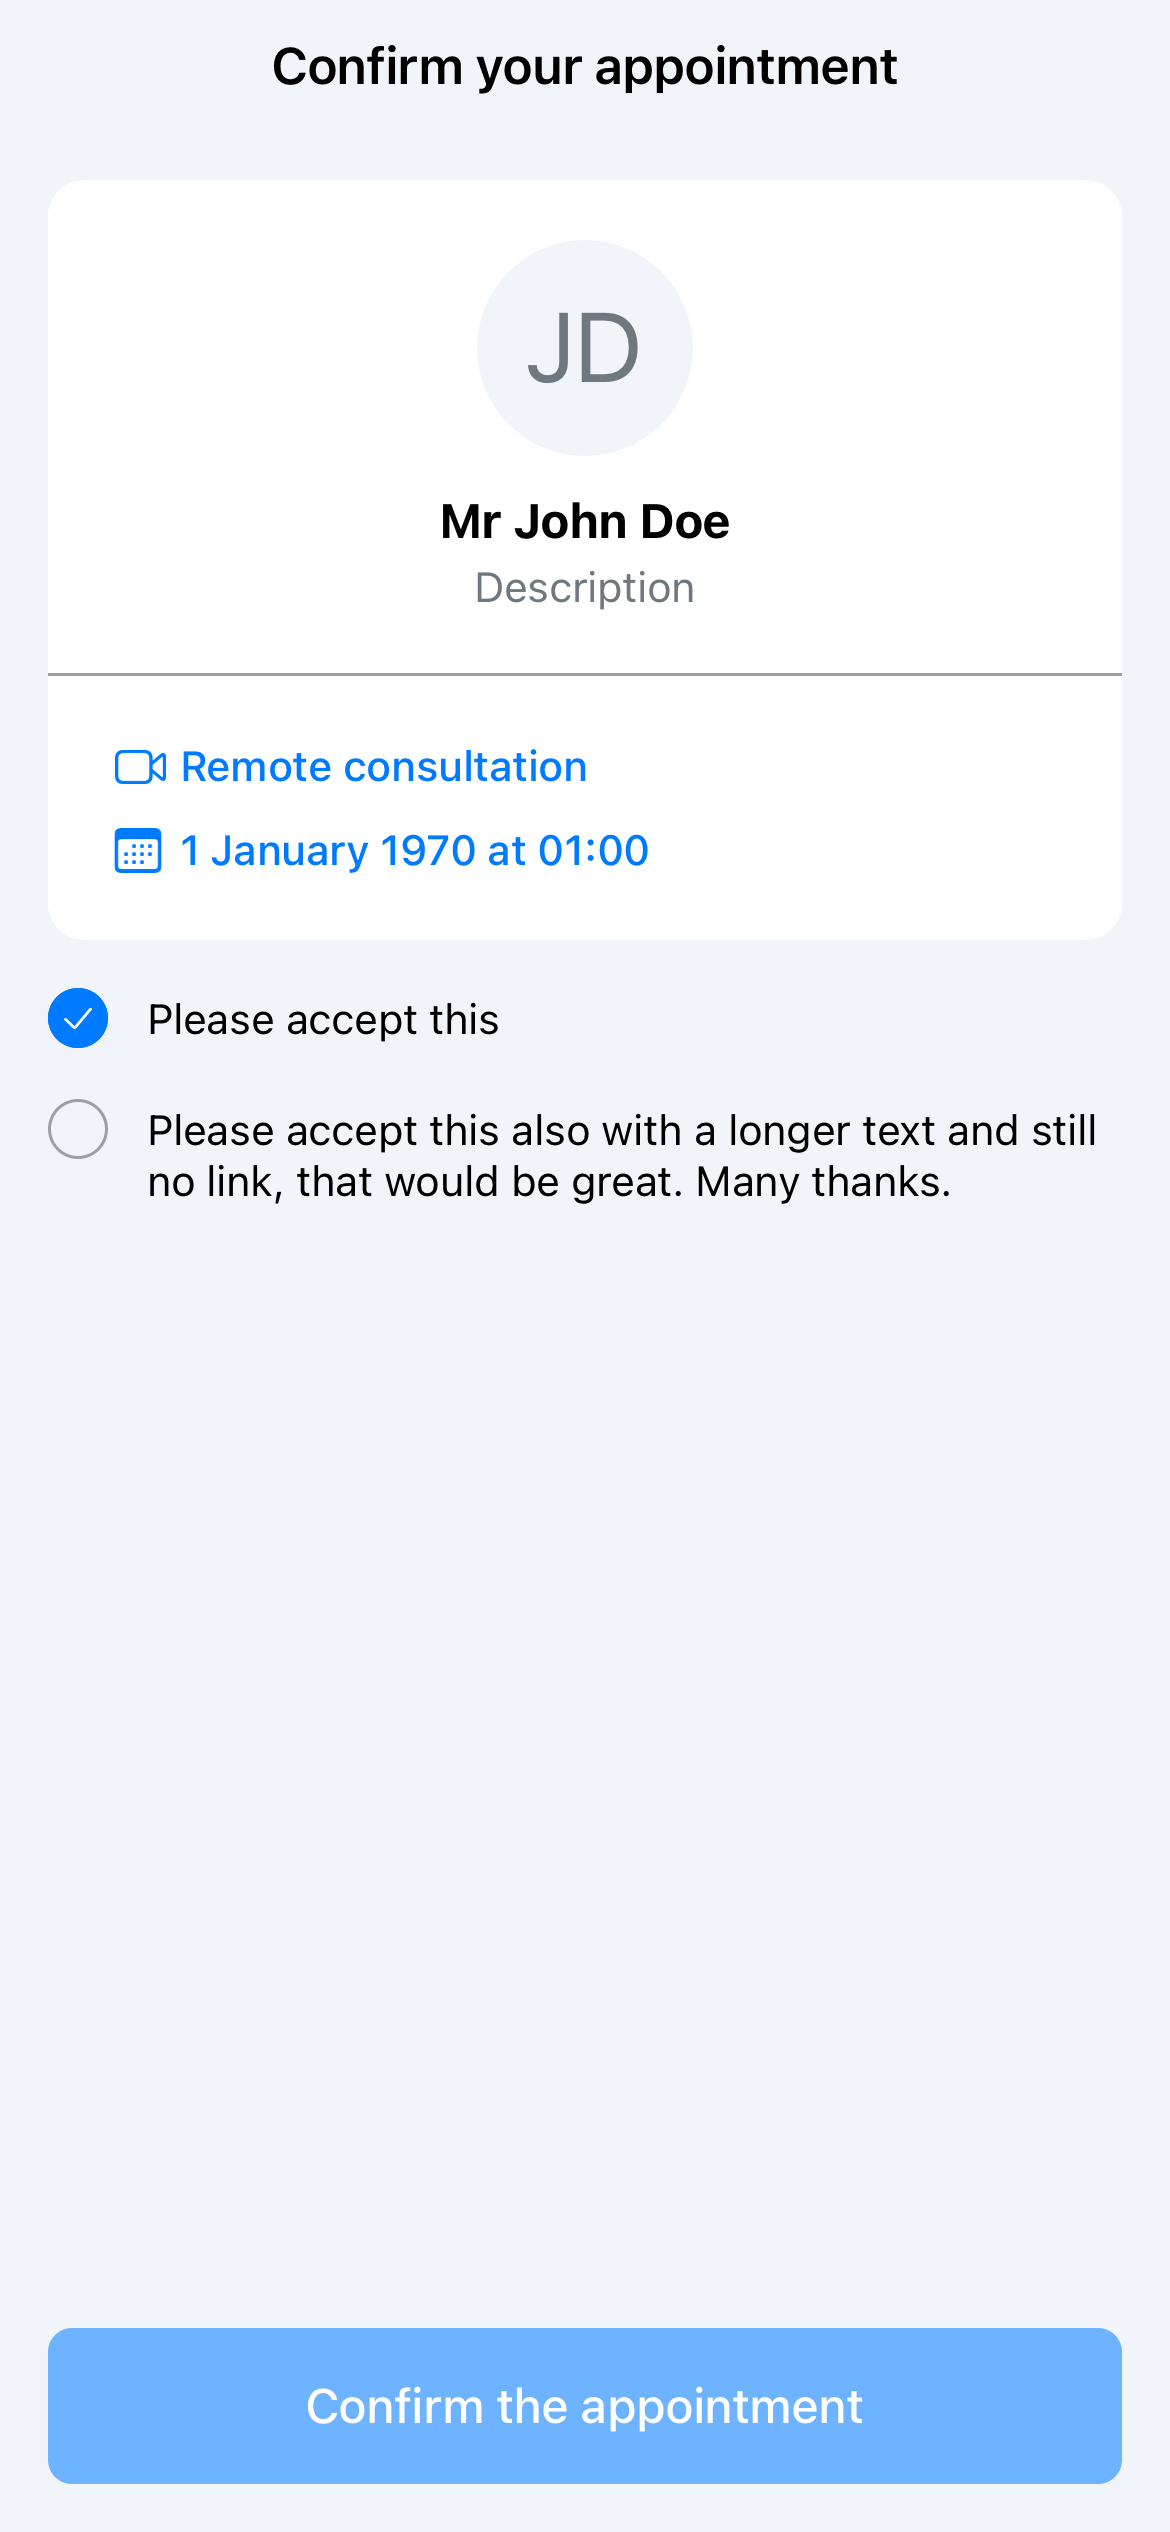 Confirm your appointment
JD
Mr John Doe
Description
Remote consultation
1 January 1970 at 01:00
Please accept this
Please accept this also with a longer text and still
no link, that would be great. Many thanks.
Confirm the appointment